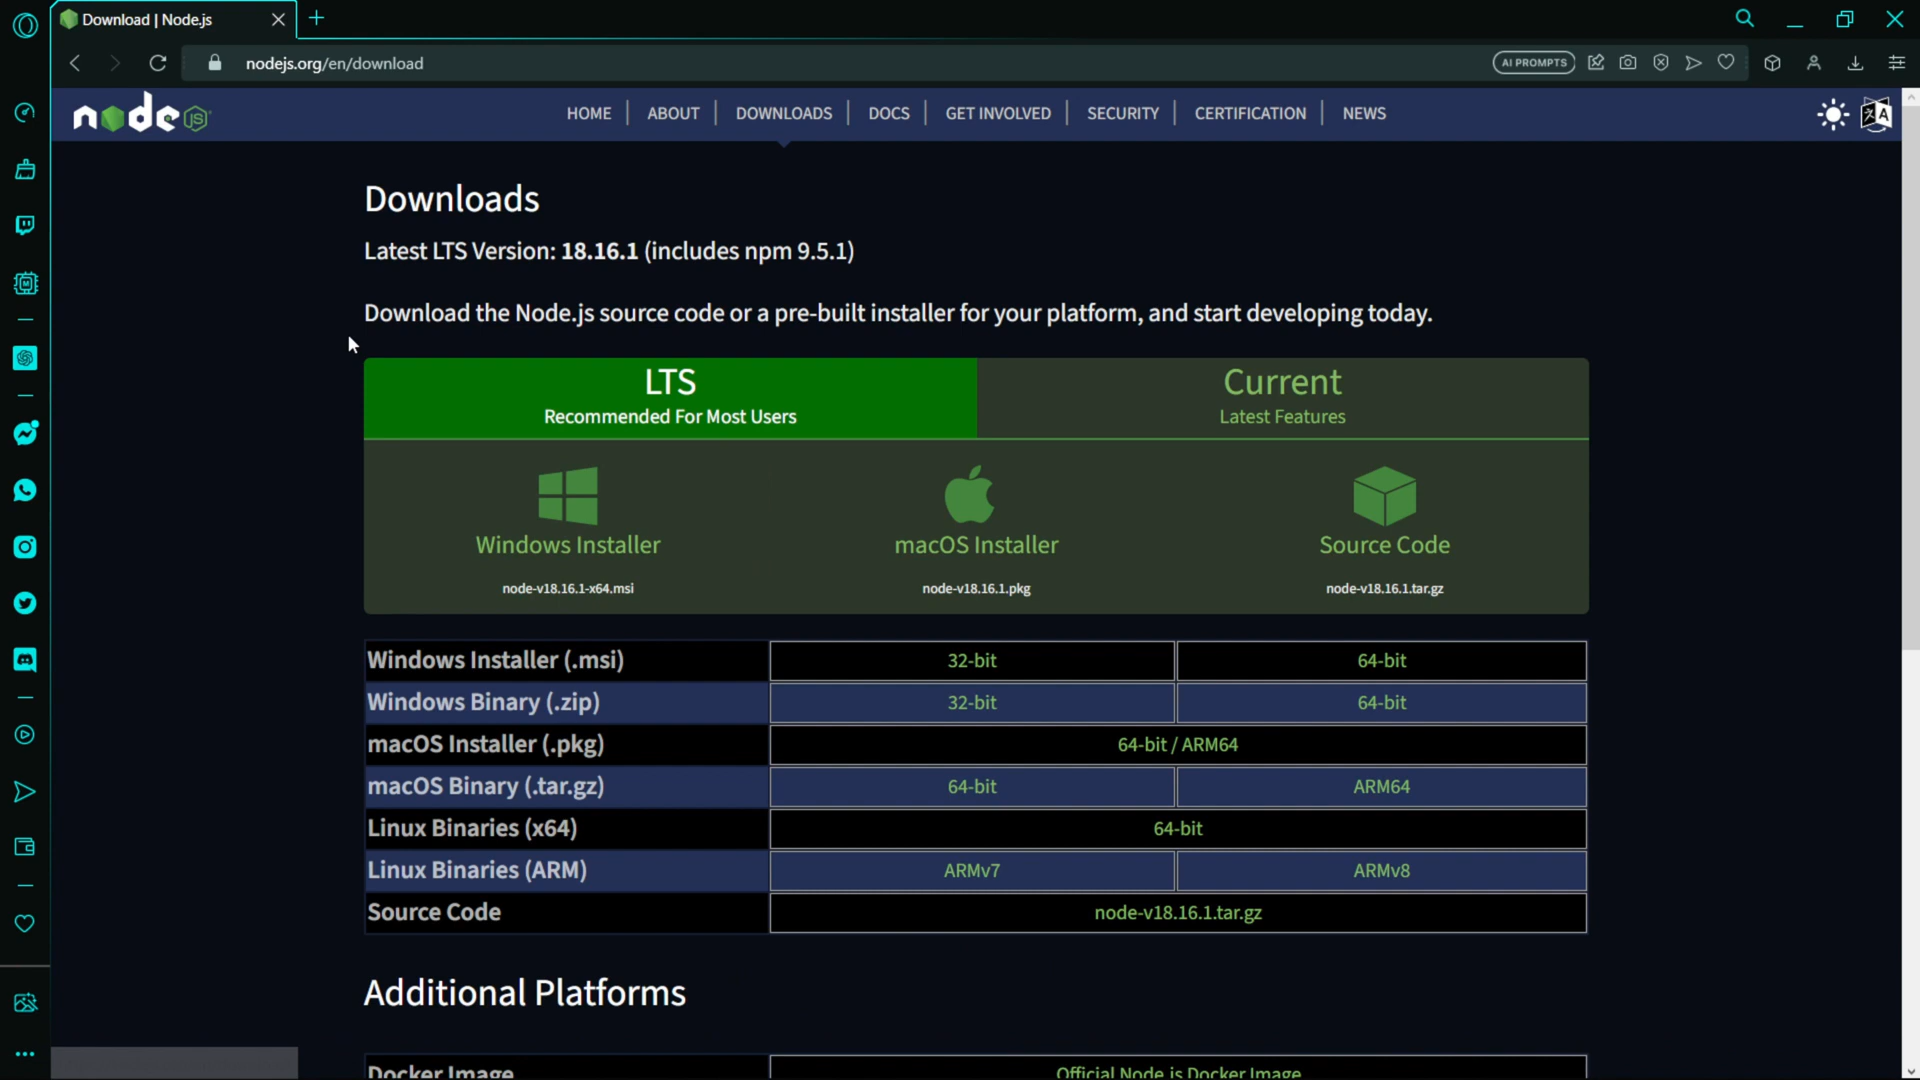 Download | Node.js
nodejs.org/en/download
AI PROMPTS
node JS
HOME ABOUT DOWNLOADS DOCS GET INVOLVED SECURITY CERTIFICATION NEWS
Downloads
Latest LTS Version: 18.16.1 (includes npm 9.5.1)
Download the Node.js source code or a pre-built installer for your platform, and start developing today.
LTS
Recommended For Most Users
Current
Latest Features
Windows Installer
node-v18.16.1-x64.msi
macOS Installer
node-v18.16.1.pkg
Source Code
node-v18.16.1.tar.gz
Windows Installer (.msi) 32-bit 64-bit
Windows Binary (.zip) 32-bit 64-bit
macOS Installer (.pkg) 64-bit / ARM64
macOS Binary (.tar.gz) 64-bit ARM64
Linux Binaries (x64) 64-bit
Linux Binaries (ARM) ARMv7 ARMv8
Source Code node-v18.16.1.tar.gz
Additional Platforms
Docker Image Official Node.js Docker Image